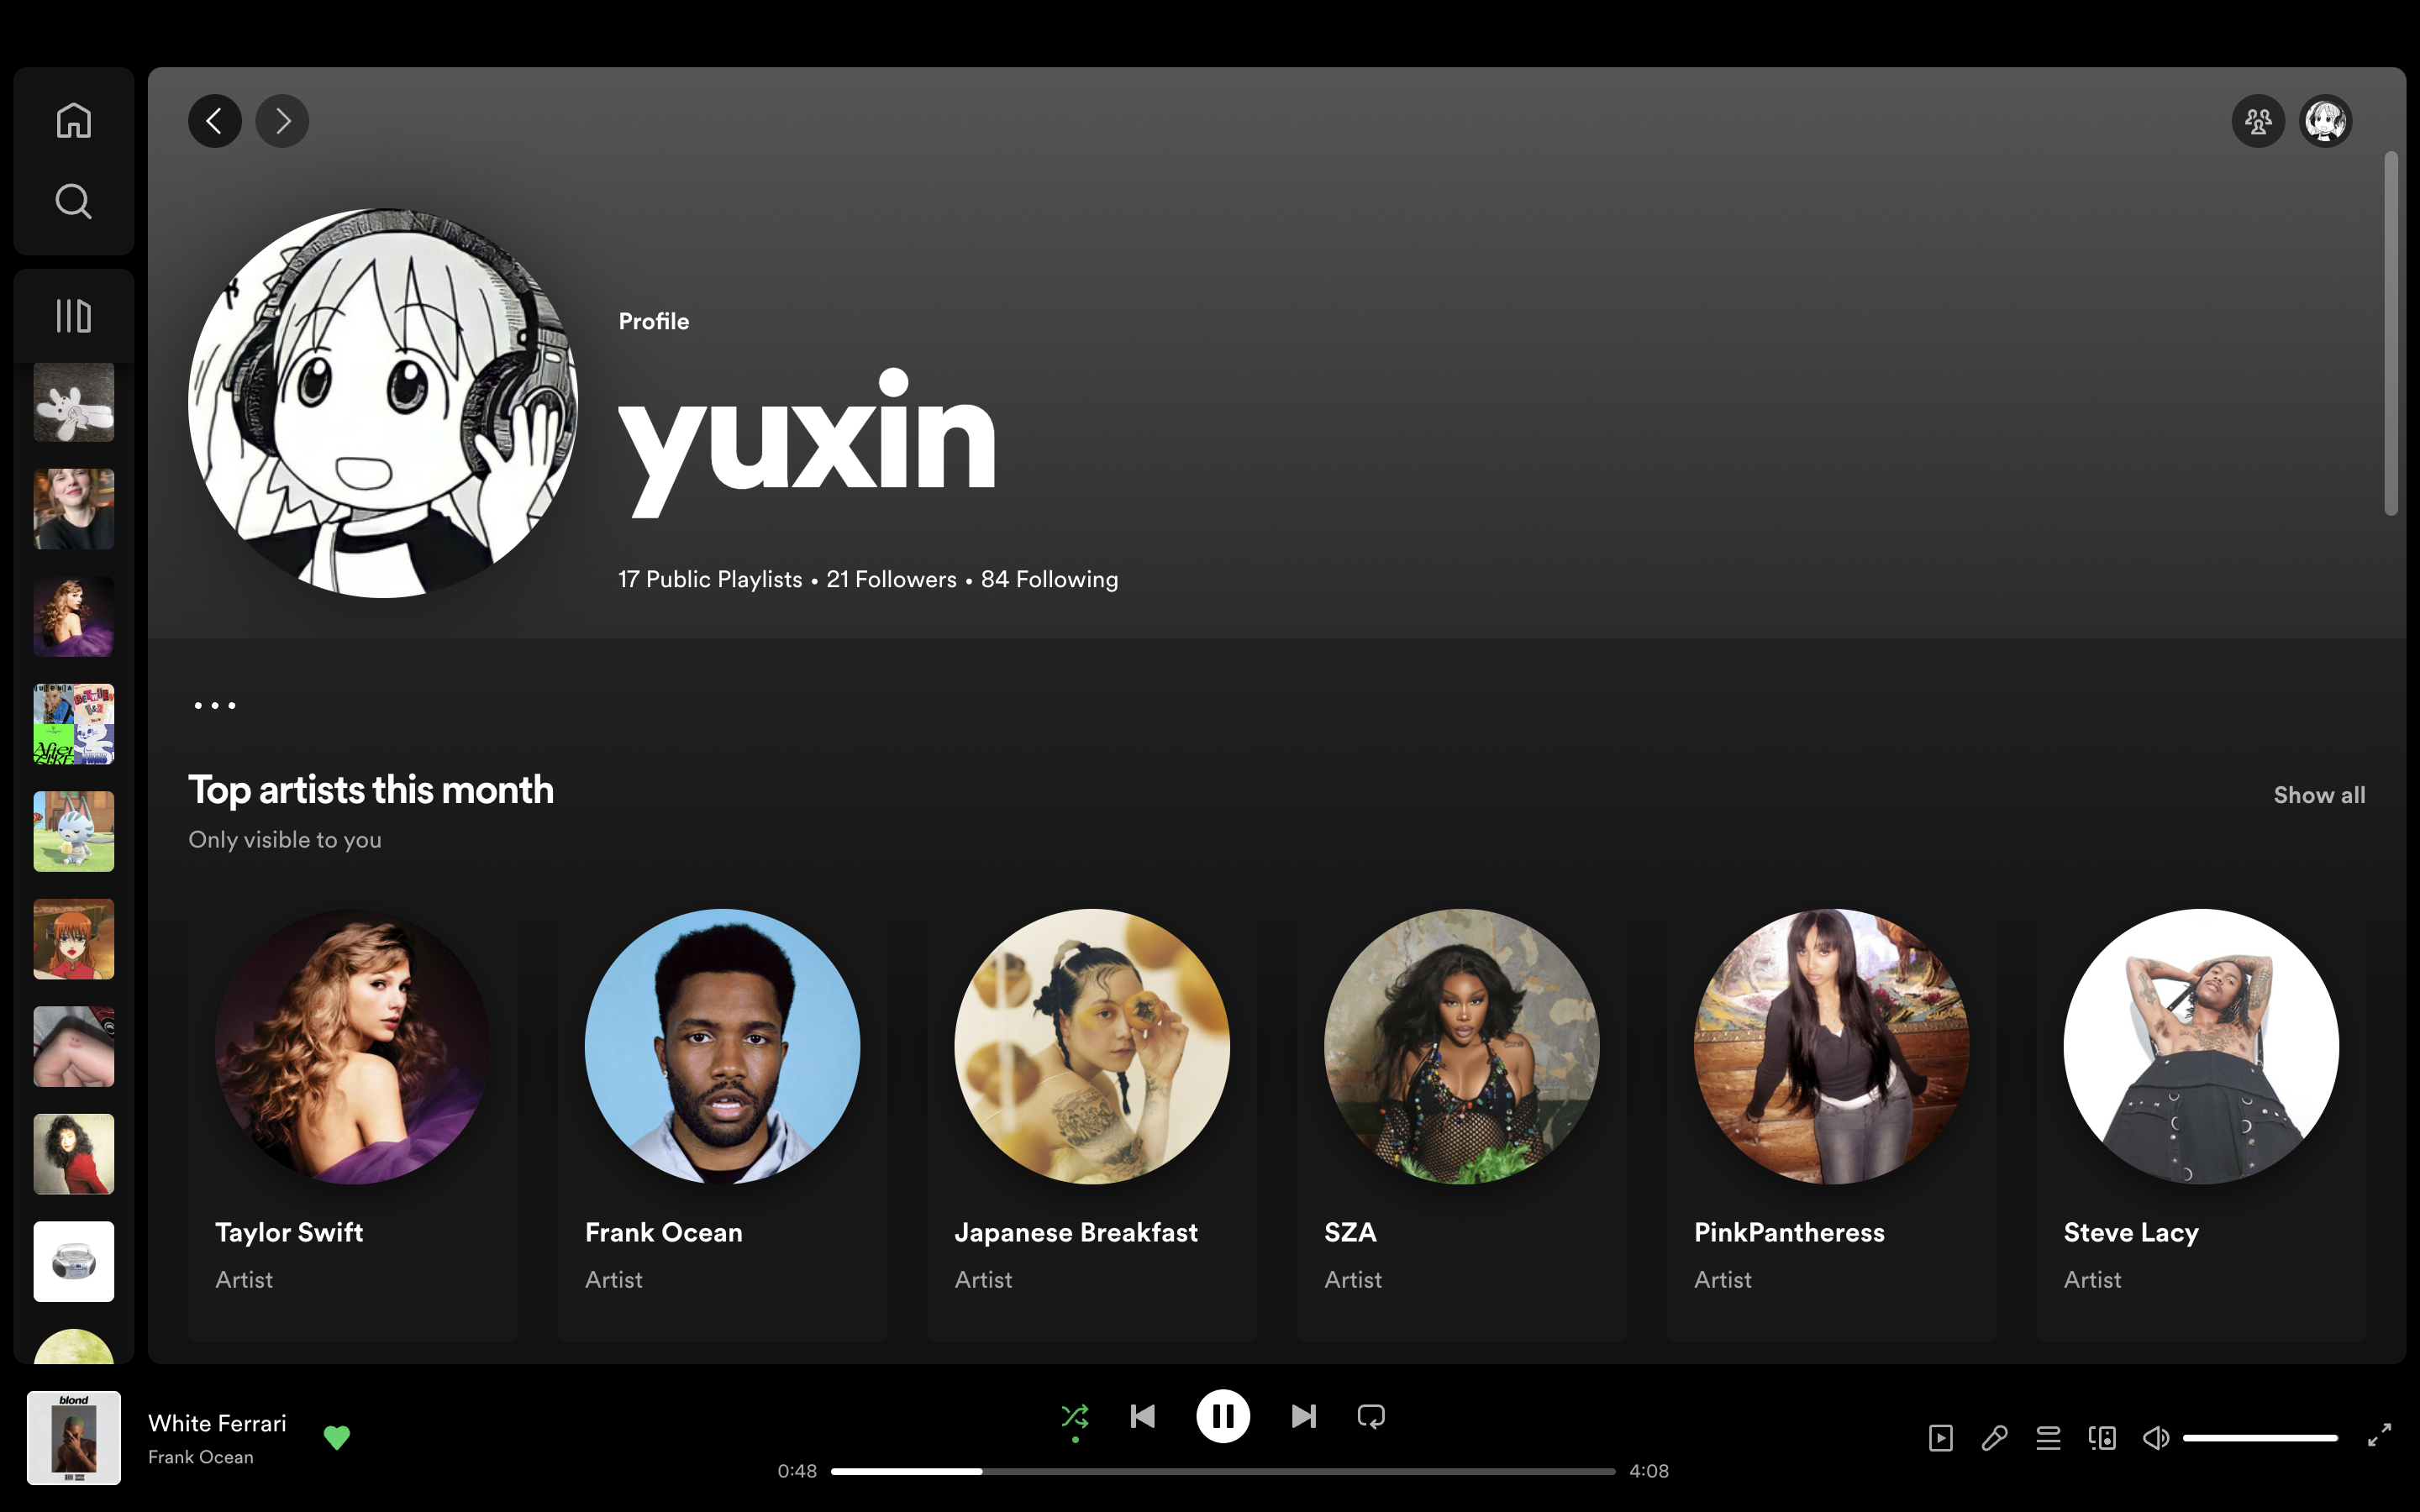 Profile
yuxin
17 Public Playlists • 21 Followers • 84 Following
Top artists this month
Show all
Only visible to you
Taylor Swift
Frank Ocean
Japanese Breakfast
SZA
PinkPantheress
Steve Lacy
Artist
Artist
Artist
Artist
Artist
Artist
blond
White Ferrari
Frank Ocean
0:48
4:08